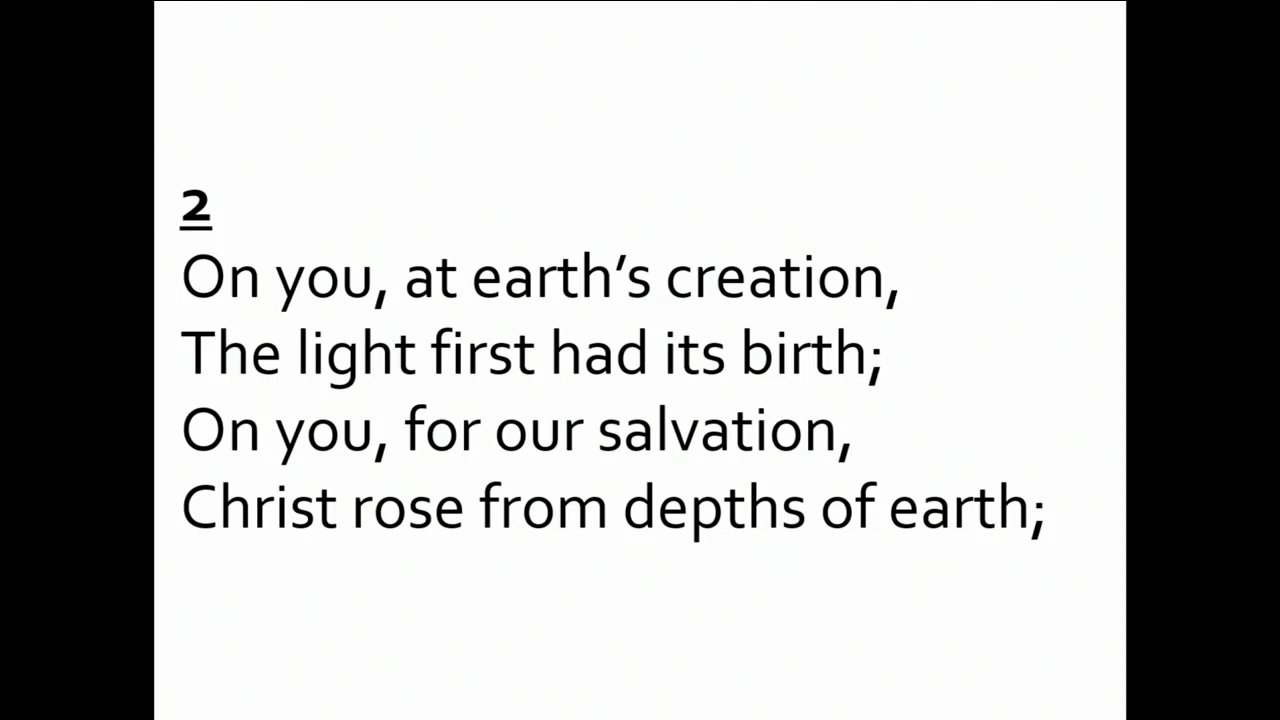 2
On you, at earth’s creation,
The light first had its birth;
On you, for our salvation,
Christ rose from depths of earth;